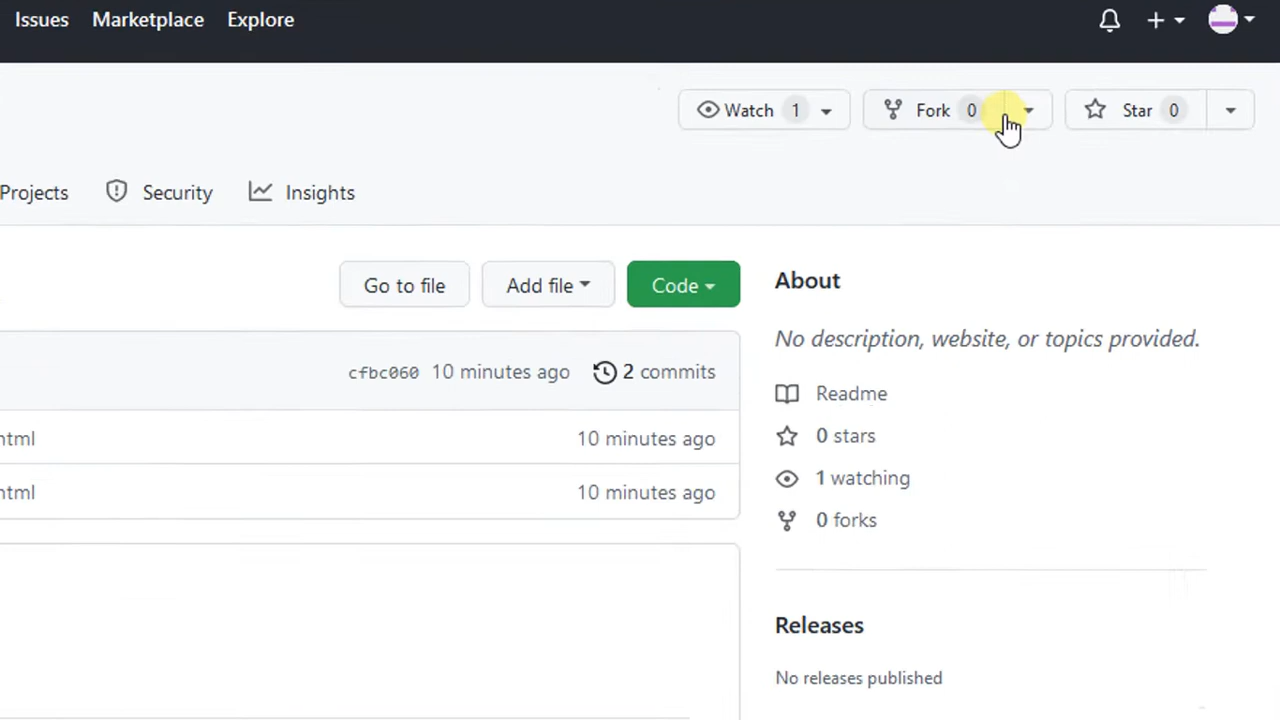 Issues Marketplace Explore
Watch 1 Fork 0 Star 0
Projects Security Insights
Go to file Add file Code
About
No description, website, or topics provided.
cfbc060 10 minutes ago 2 commits
Readme
html 10 minutes ago
0 stars
1 watching
html 10 minutes ago
0 forks
Releases
No releases published